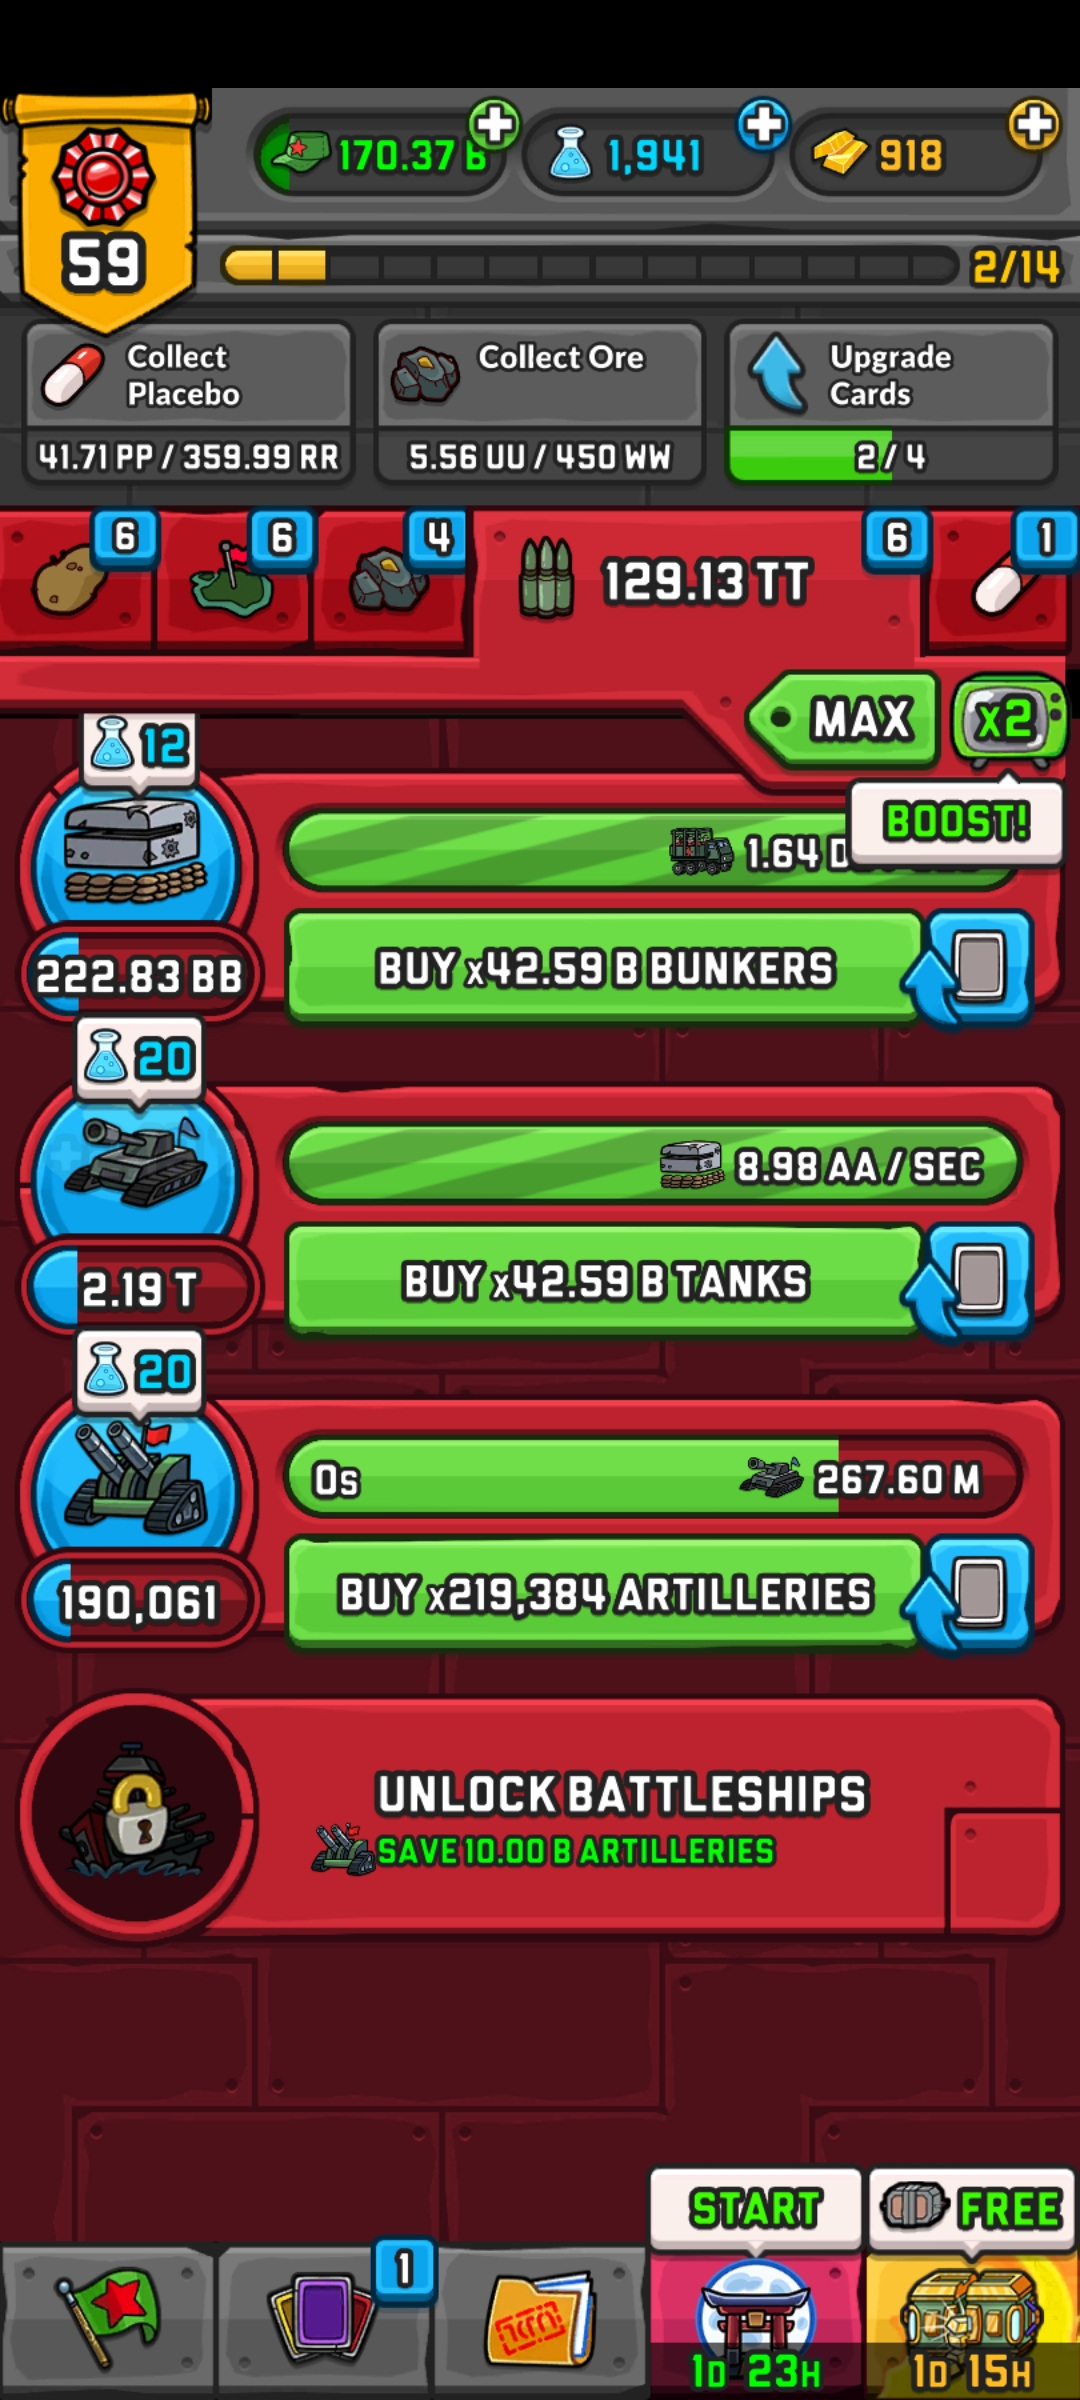 170.37 B
1,941
918
59
2/14
Collect
Placebo
41.71 PP / 359.99 RR
Collect Ore
5.56 UU / 450 WW
Upgrade
Cards
2/ 4
6
6
4
129.13 TT
6
1
MAX
x2
BOOST!
12
1.64
222.83 BB
BUY x42.59 B BUNKERS
20
8.98 AA / SEC
2.19 T
BUY x42.59 B TANKS
20
0s
267.60 M
190,061
BUY x219,384 ARTILLERIES
UNLOCK BATTLESHIPS
SAVE 10.00 B ARTILLERIES
START
FREE
1
1D 23H
1D 15H